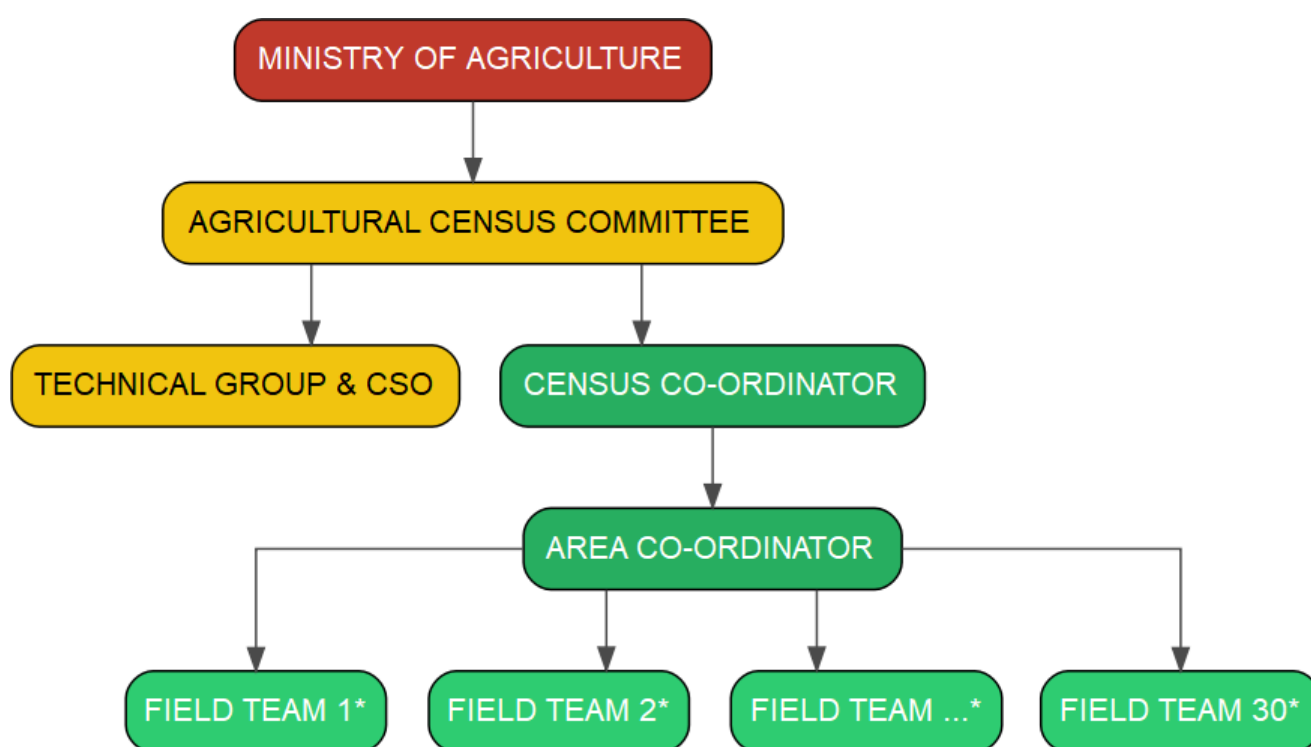 MINISTRY OF AGRICULTURE
AGRICULTURAL CENSUS COMMITTEE
TECHNICAL GROUP & CSO
CENSUS CO-ORDINATOR
AREA CO-ORDINATOR
FIELD TEAM 1*
FIELD TEAM 2*
FIELD TEAM ...*
FIELD TEAM 30*